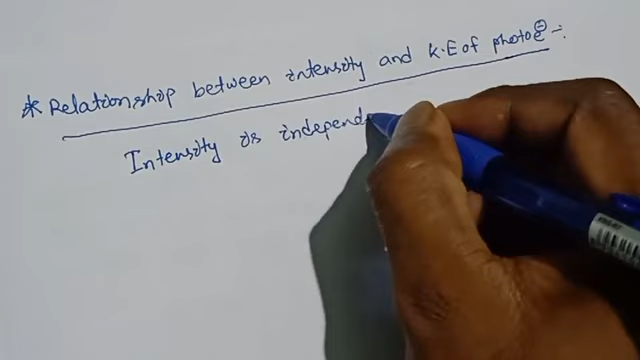 * Relationship between intensity and K.E of photoe⊖ -:
Intensity is independ